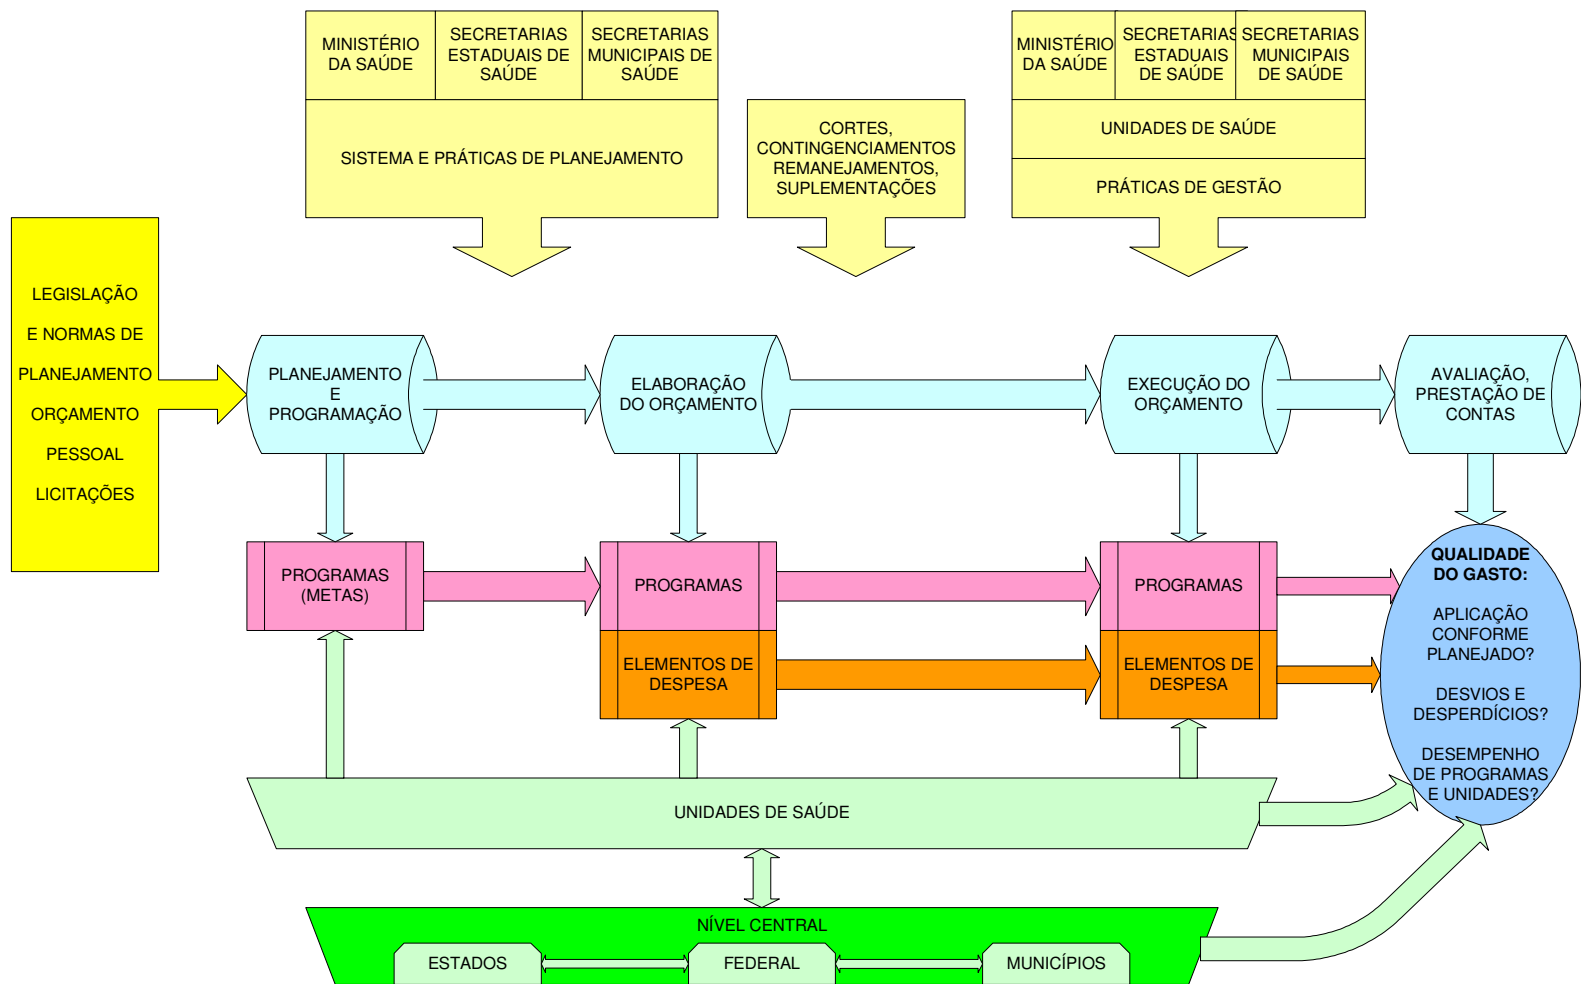 MINISTÉRIO
DA SAÚDE
SECRETARIAS
ESTADUAIS DE
SAÚDE
SECRETARIAS
MUNICIPAIS DE
SAÚDE
SISTEMA E PRÁTICAS DE PLANEJAMENTO
CORTES,
CONTINGENCIAMENTOS
REMANEJAMENTOS,
SUPLEMENTAÇÕES
MINISTÉRIO
DA SAÚDE
SECRETARIAS
ESTADUAIS
DE SAÚDE
SECRETARIAS
MUNICIPAIS
DE SAÚDE
UNIDADES DE SAÚDE
PRÁTICAS DE GESTÃO
LEGISLAÇÃO
E NORMAS DE
PLANEJAMENTO
ORÇAMENTO
PESSOAL
LICITAÇÕES
PLANEJAMENTO
E
PROGRAMAÇÃO
ELABORAÇÃO
DO ORÇAMENTO
EXECUÇÃO DO
ORÇAMENTO
AVALIAÇÃO,
PRESTAÇÃO DE
CONTAS
PROGRAMAS
(METAS)
PROGRAMAS
ELEMENTOS DE
DESPESA
PROGRAMAS
ELEMENTOS DE
DESPESA
QUALIDADE
DO GASTO:
APLICAÇÃO
CONFORME
PLANEJADO?
DESVIOS E
DESPERDÍCIOS?
DESEMPENHO
DE PROGRAMAS
E UNIDADES?
UNIDADES DE SAÚDE
NÍVEL CENTRAL
ESTADOS
FEDERAL
MUNICÍPIOS